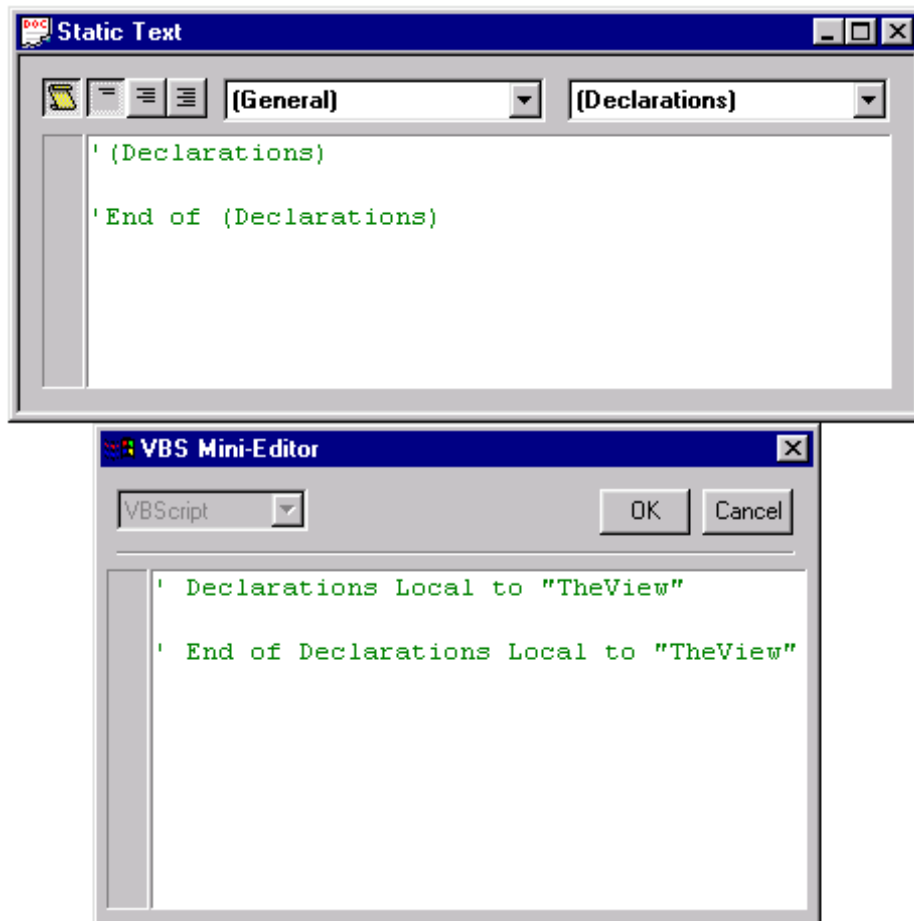 DOC
Static Text
(General) (Declarations)
'(Declarations)
'End of (Declarations)
VBS Mini-Editor
VBScript OK Cancel
' Declarations Local to "TheView"
' End of Declarations Local to "TheView"